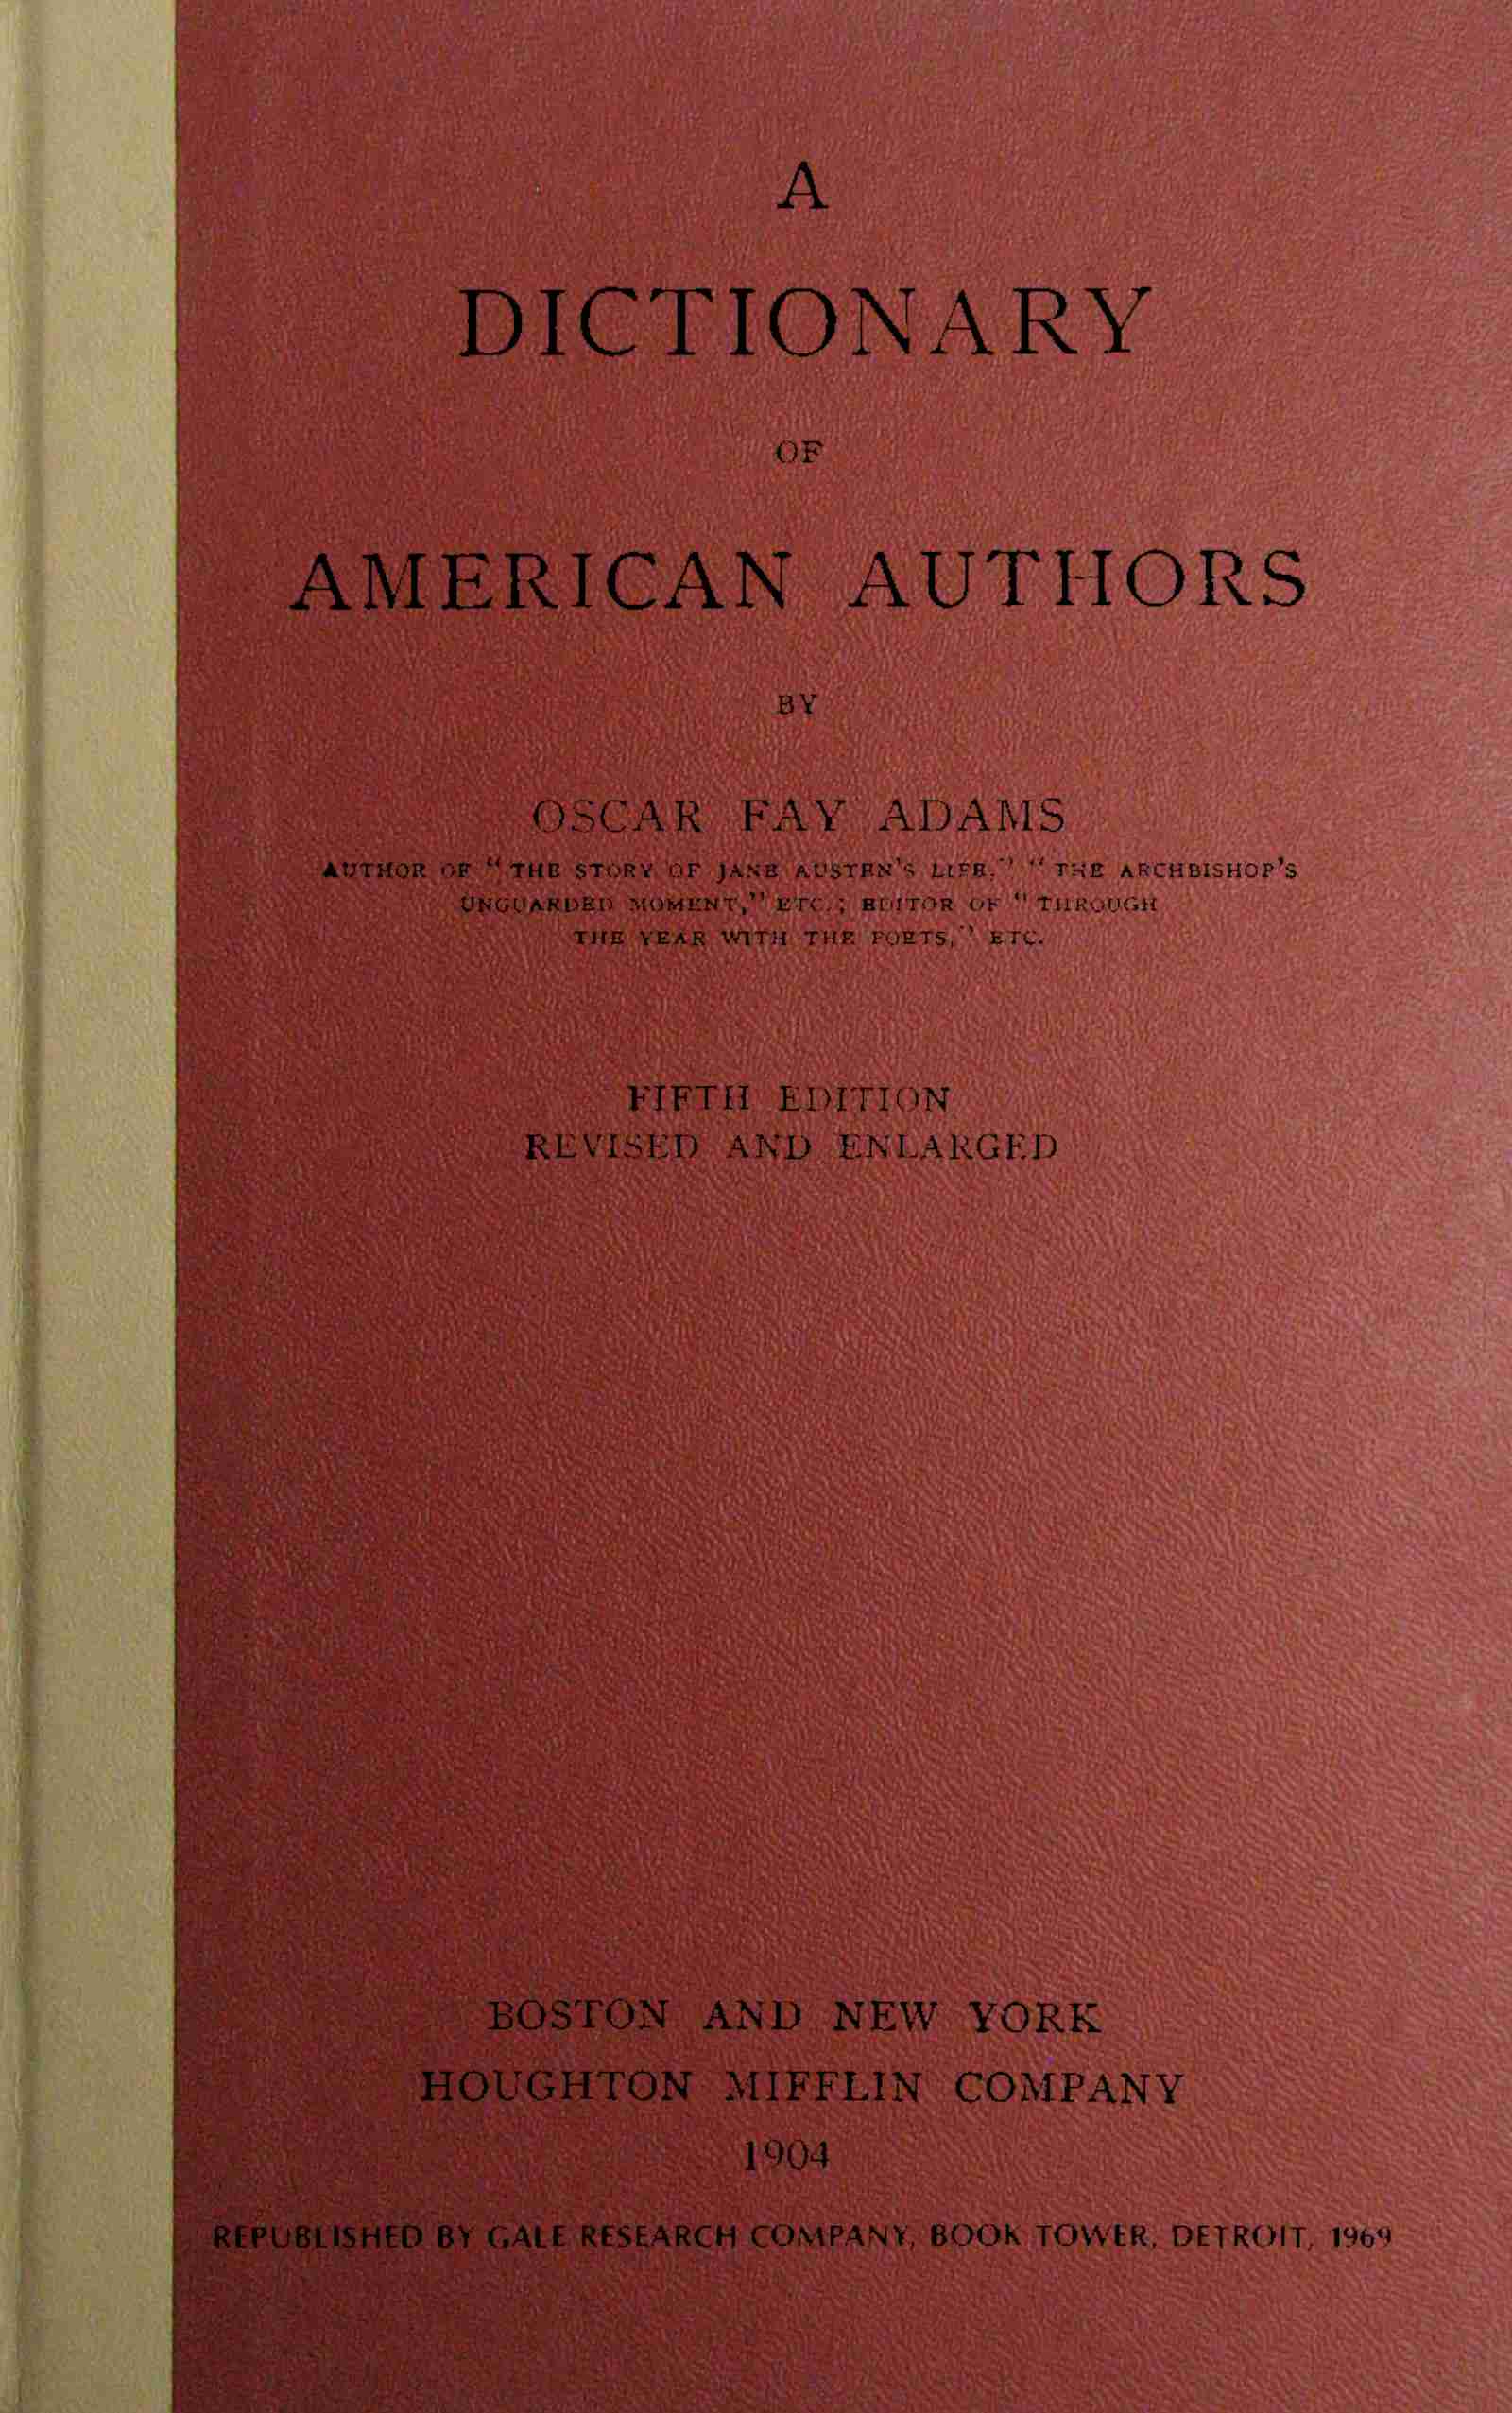 A
DICTIONARY
OF
AMERICAN AUTHORS
BY
OSCAR FAY ADAMS
AUTHOR OF "THE STORY OF JANE AUSTEN'S LIFE," "THE ARCHBISHOP'S
UNGUARDED MOMENT," ETC.; EDITOR OF "THROUGH
THE YEAR WITH THE POETS," ETC.
FIFTH EDITION
REVISED AND ENLARGED
BOSTON AND NEW YORK
HOUGHTON MIFFLIN COMPANY
1904
REPUBLISHED BY GALE RESEARCH COMPANY, BOOK TOWER, DETROIT, 1969